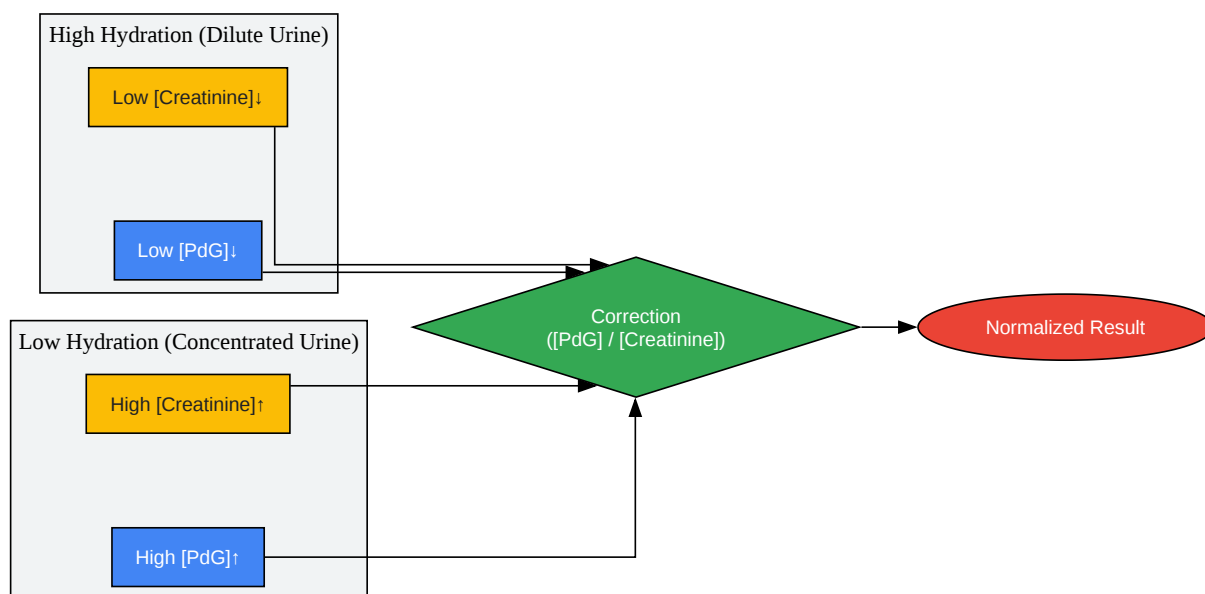 High Hydration (Dilute Urine)
Low [Creatinine]↓
Low [PdG]↓
Low Hydration (Concentrated Urine)
High [Creatinine]↑
High [PdG]↑
Correction
([PdG] / [Creatinine])
Normalized Result